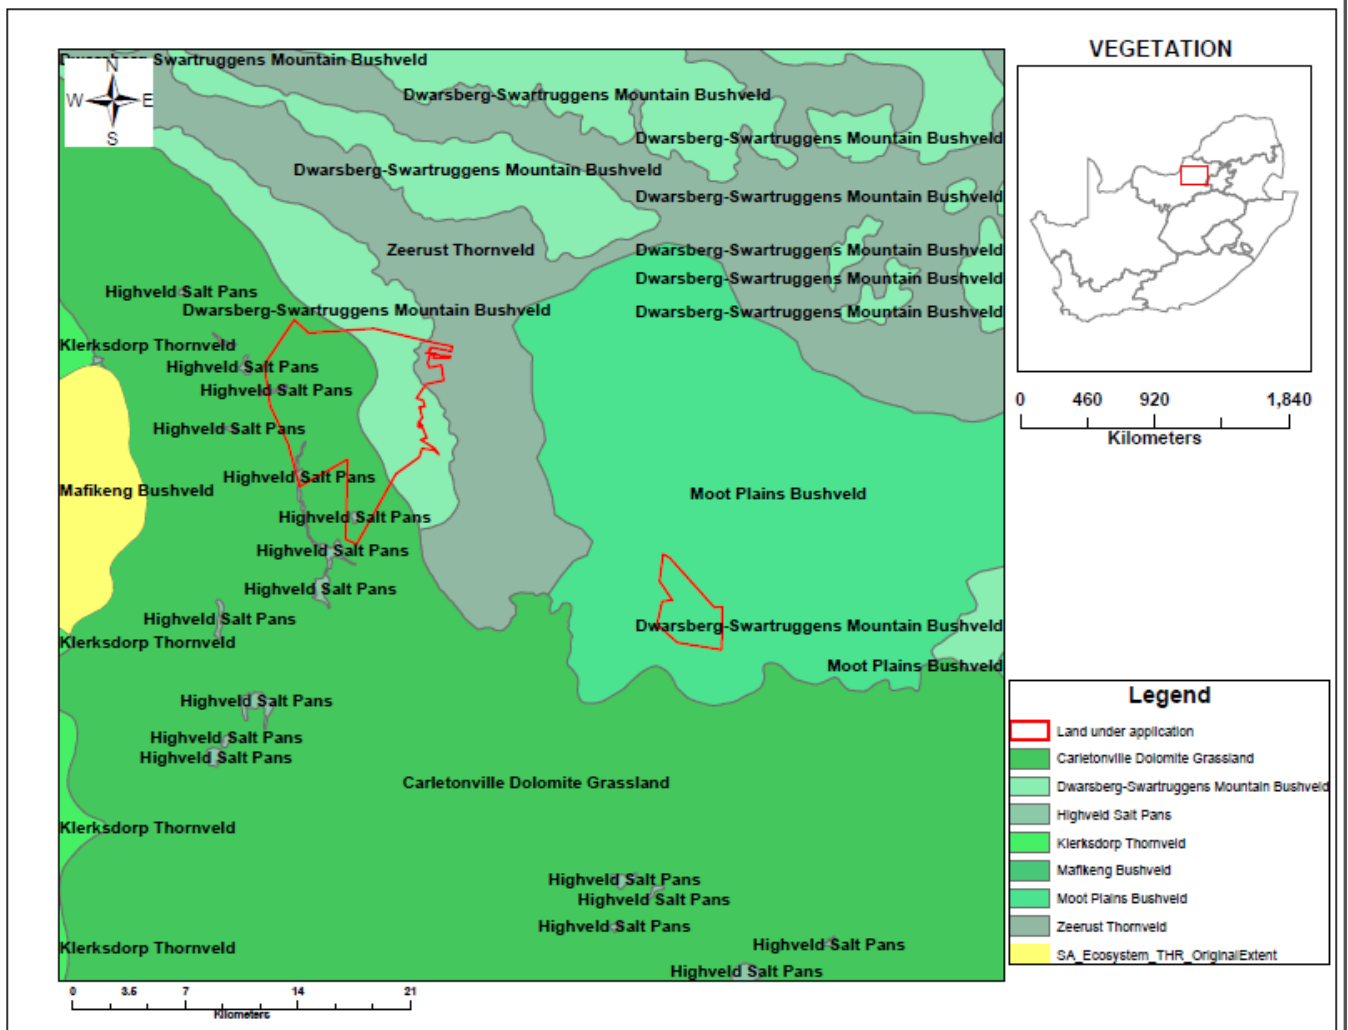 VEGETATION
Dwarsberg-Swartruggens Mountain Bushveld
N
W E
S
Dwarsberg-Swartruggens Mountain Bushveld
Dwarsberg-Swartruggens Mountain Bushveld
Dwarsberg-Swartruggens Mountain Bushveld
Dwarsberg-Swartruggens Mountain Bushveld
Zeerust Thornveld
Dwarsberg-Swartruggens Mountain Bushveld
Dwarsberg-Swartruggens Mountain Bushveld
Highveld Salt Pans
Dwarsberg-Swartruggens Mountain Bushveld
Dwarsberg-Swartruggens Mountain Bushveld
Klerksdorp Thornveld
Highveld Salt Pans
Highveld Salt Pans
Highveld Salt Pans
Highveld Salt Pans
Mafikeng Bushveld
Moot Plains Bushveld
Highveld Salt Pans
Highveld Salt Pans
Highveld Salt Pans
Highveld Salt Pans
Dwarsberg-Swartruggens Mountain Bushveld
Klerksdorp Thornveld
Moot Plains Bushveld
Highveld Salt Pans
Highveld Salt Pans
Highveld Salt Pans
Carletonville Dolomite Grassland
Klerksdorp Thornveld
Highveld Salt Pans
Highveld Salt Pans
Highveld Salt Pans
Klerksdorp Thornveld
Highveld Salt Pans
Highveld Salt Pans
0 3.5 7 14 21
Kilometers
0 460 920 1,840
Kilometers
Legend
Land under application
Carletonville Dolomite Grassland
Dwarsberg-Swartruggens Mountain Bushveld
Highveld Salt Pans
Klerksdorp Thornveld
Mafikeng Bushveld
Moot Plains Bushveld
Zeerust Thornveld
SA_Ecosystem_THR_OriginalExtent